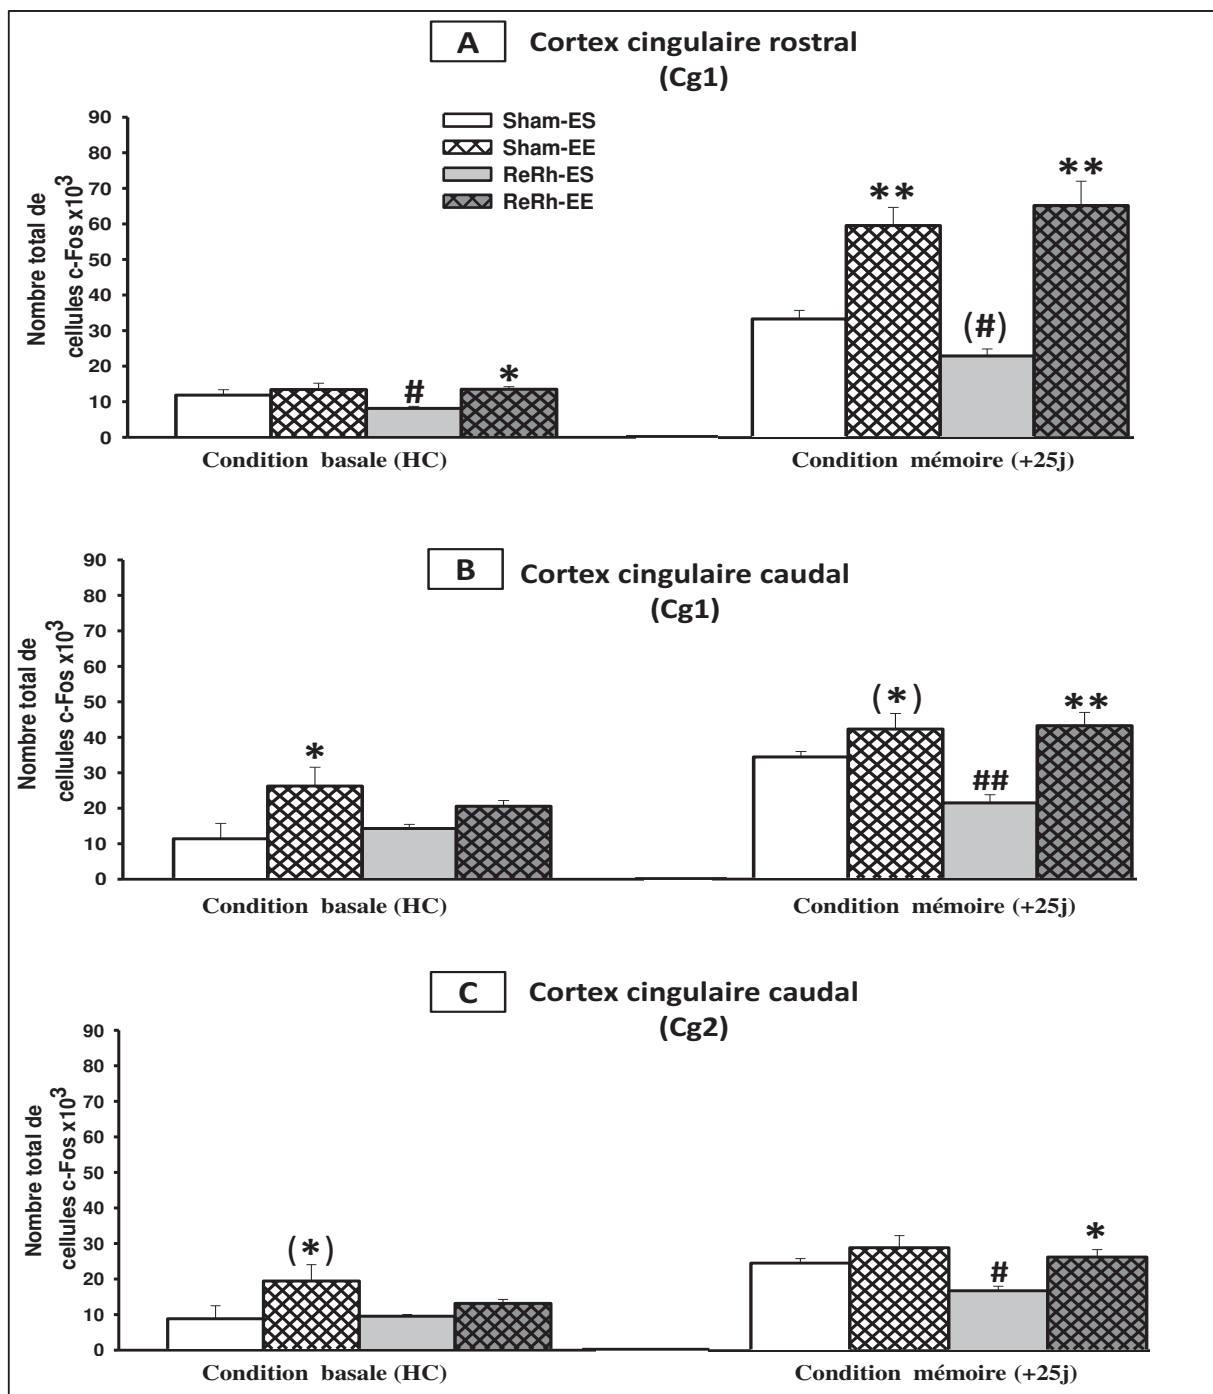 A Cortex cingulaire rostral
(Cg1)
Nombre total de
cellules c-Fos x10³
90
80
70
60
50
40
30
20
10
0
Sham-ES
Sham-EE
ReRh-ES
ReRh-EE
#
*
**
(#)
**
Condition basale (HC)
Condition mémoire (+25j)
B Cortex cingulaire caudal
(Cg1)
Nombre total de
cellules c-Fos x10³
90
80
70
60
50
40
30
20
10
0
*
(*)
##
**
Condition basale (HC)
Condition mémoire (+25j)
C Cortex cingulaire caudal
(Cg2)
Nombre total de
cellules c-Fos x10³
90
80
70
60
50
40
30
20
10
0
(*)
#
*
Condition basale (HC)
Condition mémoire (+25j)